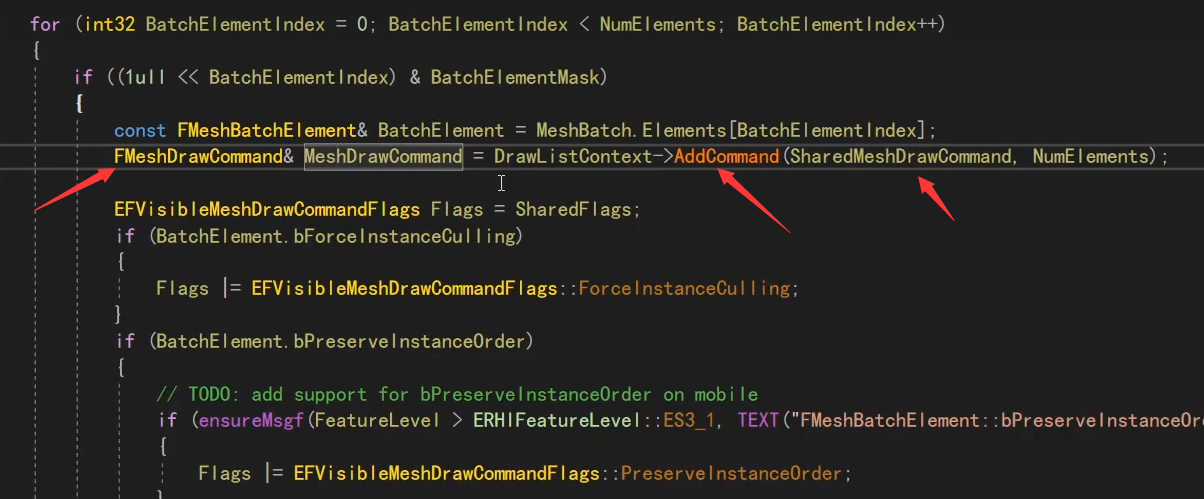 for (int32 BatchElementIndex = 0; BatchElementIndex < NumElements; BatchElementIndex++)
{
if ((1ull << BatchElementIndex) & BatchElementMask)
{
const FMeshBatchElement& BatchElement = MeshBatch.Elements[BatchElementIndex];
FMeshDrawCommand& MeshDrawCommand = DrawListContext->AddCommand(SharedMeshDrawCommand, NumElements);
EFVisibleMeshDrawCommandFlags Flags = SharedFlags;
if (BatchElement.bForceInstanceCulling)
{
Flags |= EFVisibleMeshDrawCommandFlags::ForceInstanceCulling;
}
if (BatchElement.bPreserveInstanceOrder)
{
// TODO: add support for bPreserveInstanceOrder on mobile
if (ensureMsgf(FeatureLevel > ERHIFeatureLevel::ES3_1, TEXT("FMeshBatchElement::bPreserveInstanceOr
{
Flags |= EFVisibleMeshDrawCommandFlags::PreserveInstanceOrder;
}